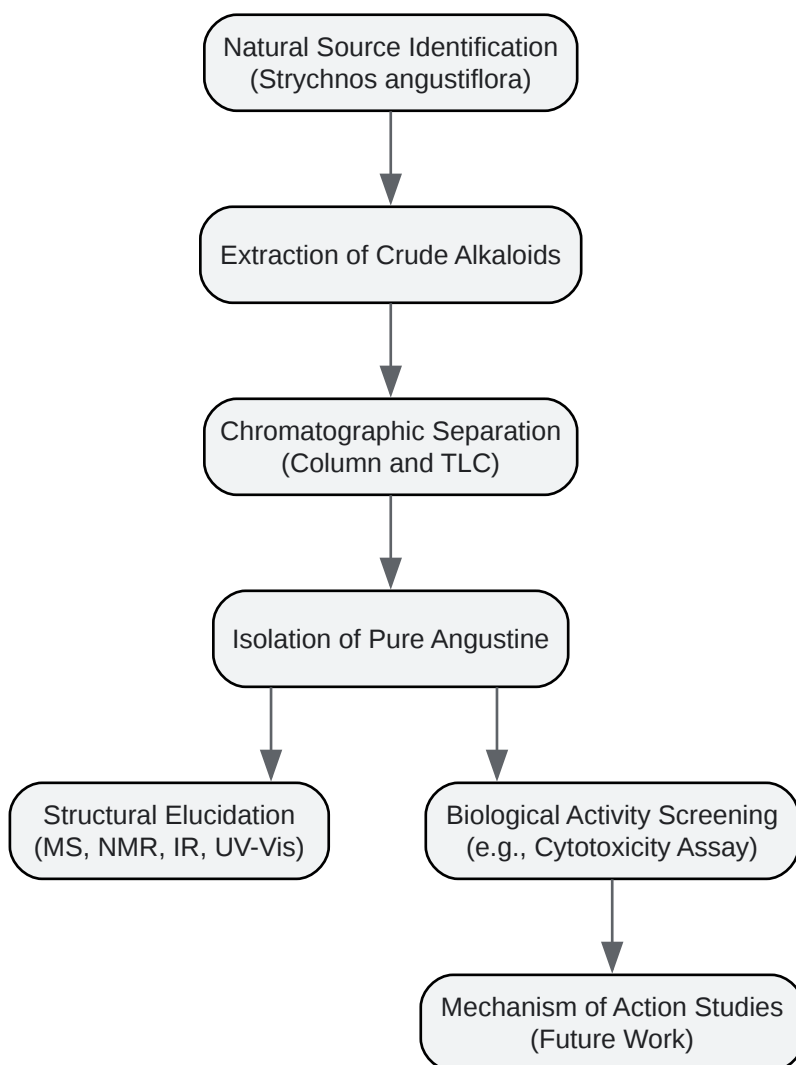 Natural Source Identification
(Strychnos angustiflora)
Extraction of Crude Alkaloids
Chromatographic Separation
(Column and TLC)
Isolation of Pure Angustine
Structural Elucidation
(MS, NMR, IR, UV-Vis)
Biological Activity Screening
(e.g., Cytotoxicity Assay)
Mechanism of Action Studies
(Future Work)